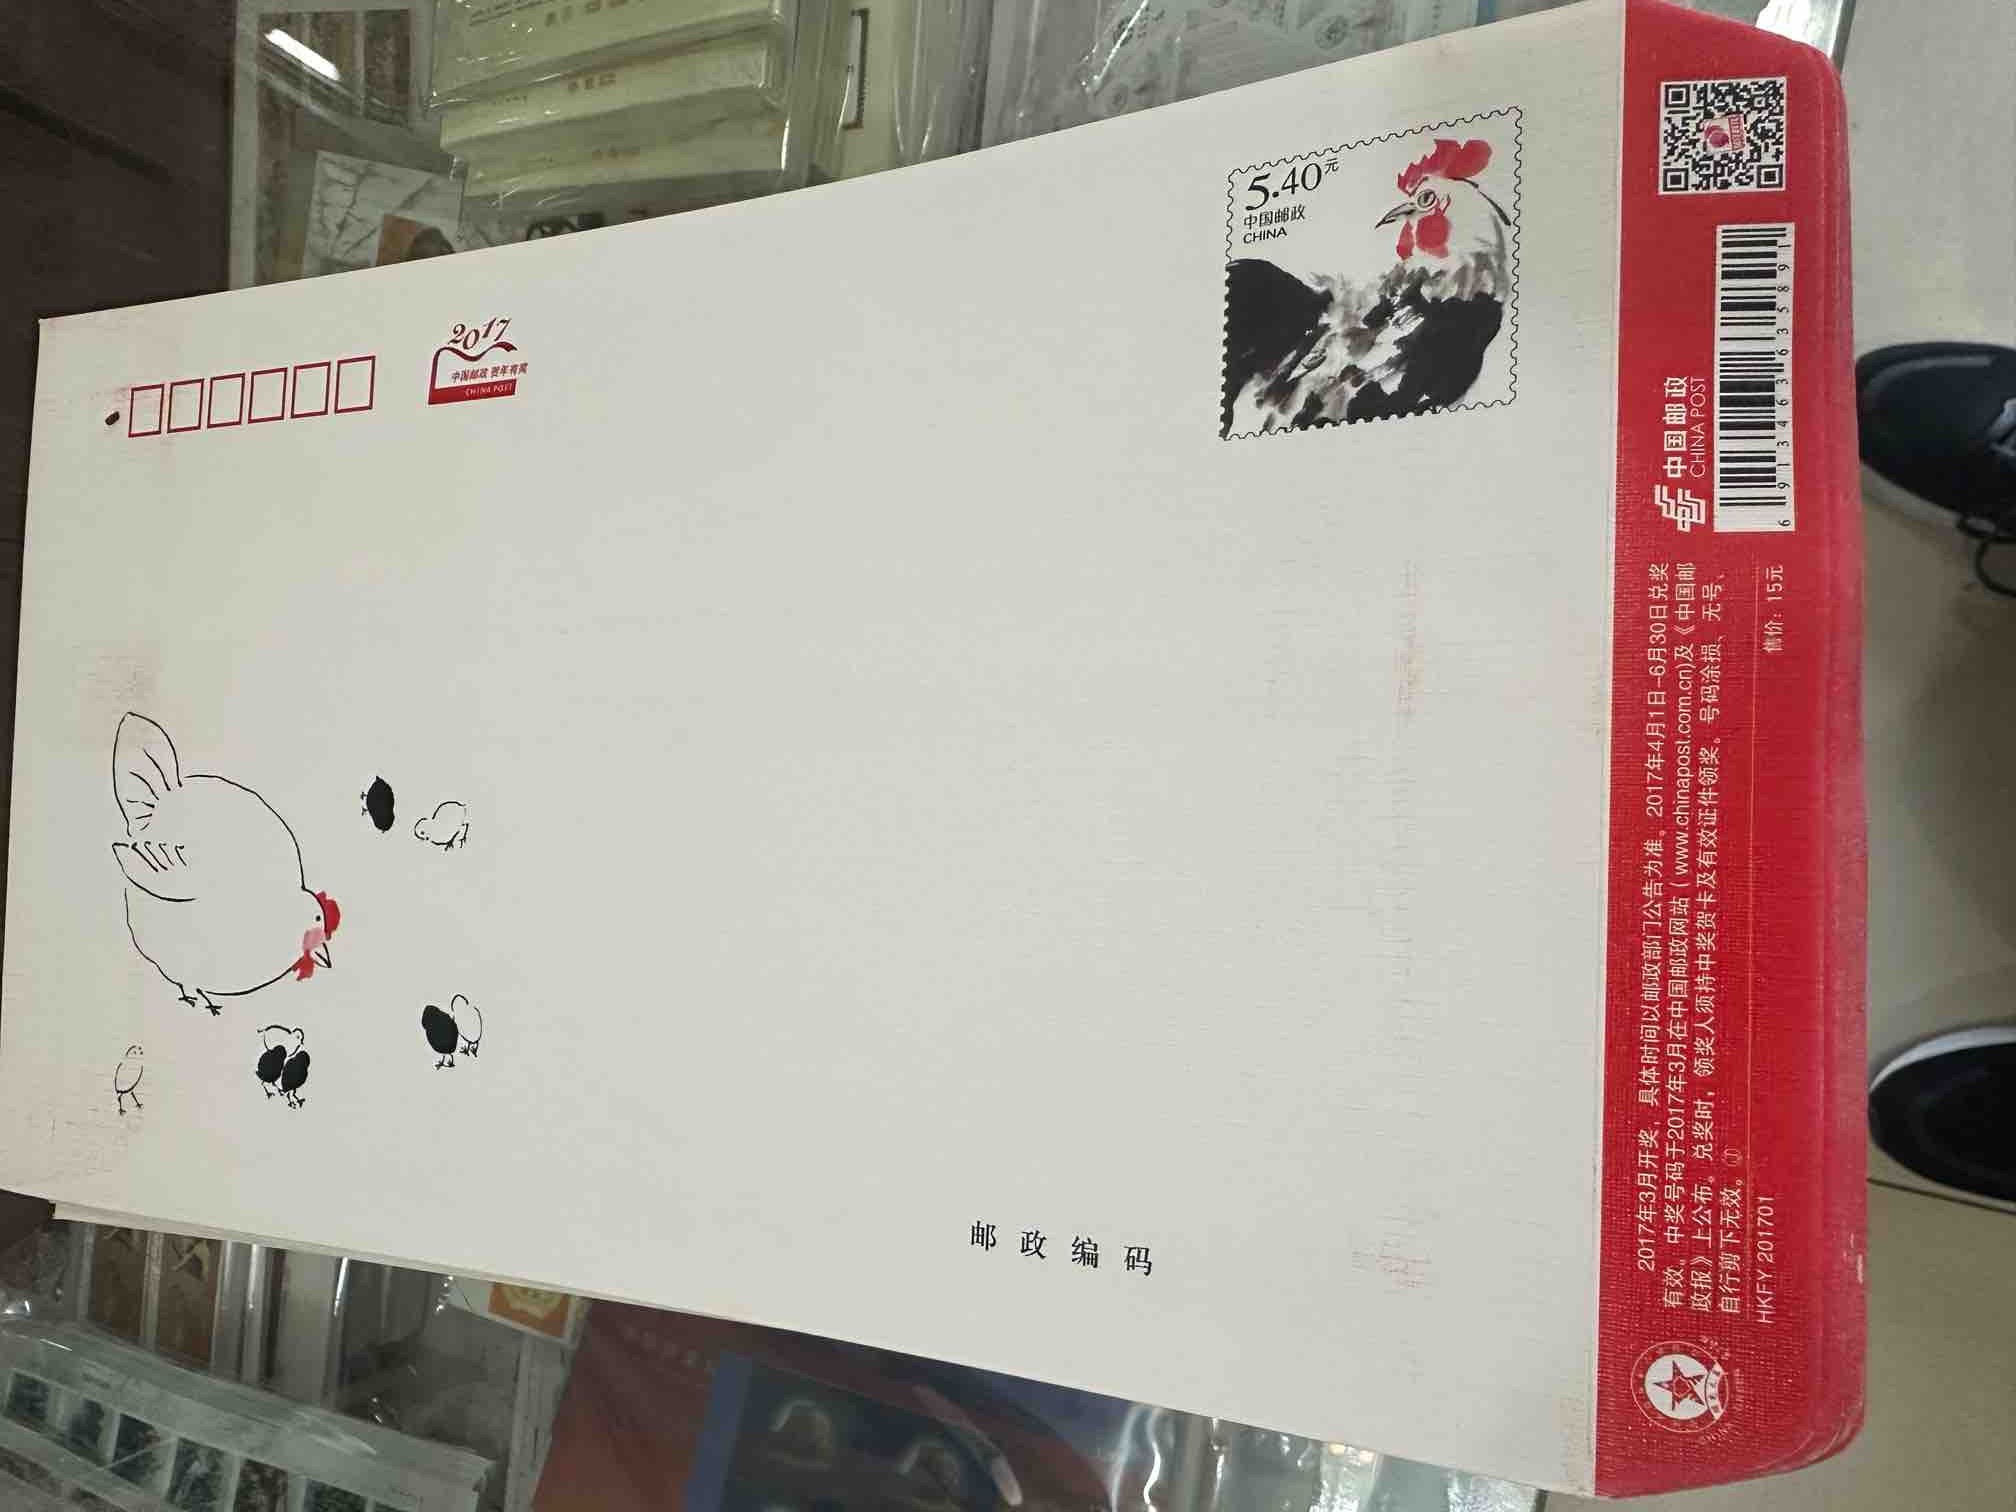 2017
中国邮政 贺年有奖
CHINA POST
5.40元
中国邮政
CHINA
邮政编码
中国邮政
CHINA POST
6 913463 635891
2017年3月开奖，具体时间以邮政部门公告为准。2017年4月1日-6月30日兑奖
有效。中奖号码于2017年3月在中国邮政网站（www.chinapost.com.cn)及《中国邮
政报》上公布。兑奖时，领奖人须持中奖贺卡及有效证件领奖。号码涂损、无号、
自行剪下无效。
HKFY 201701
售价：15元